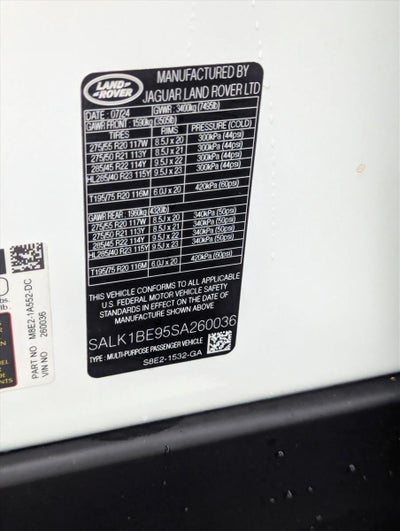 LAND ROVER
MANUFACTURED BY
JAGUAR LAND ROVER LTD
DATE : 07/24 GVWR : 3400kg (7495lb)
GAWR FRONT : 1590kg (3505lb)
TIRES RIMS PRESSURE (COLD)
275/55 R20 117W 8.5J x 20 300kPa (44psi)
275/50 R21 113Y 8.5J x 21 300kPa (44psi)
285/45 R22 114Y 9.5J x 22 300kPa (44psi)
HL285/40 R23 115Y 9.5J x 23 300kPa (44psi)
T195/75 R20 116M 6.0J x 20 420kPa (60psi)
GAWR REAR : 1960kg (4320lb)
275/55 R20 117W 8.5J x 20 340kPa (50psi)
275/50 R21 113Y 8.5J x 21 340kPa (50psi)
285/45 R22 114Y 9.5J x 22 340kPa (50psi)
HL285/40 R23 115Y 9.5J x 23 340kPa (50psi)
T195/75 R20 116M 6.0J x 20 420kPa (60psi)
THIS VEHICLE CONFORMS TO ALL APPLICABLE
U.S. FEDERAL MOTOR VEHICLE SAFETY
STANDARDS IN EFFECT ON THE DATE OF
MANUFACTURE SHOWN ABOVE
SALK1BE95SA260036
TYPE : MULTI-PURPOSE PASSENGER VEHICLE
S8E2-1532-GA
PART NO M8E2-1A552-DC
VIN NO 260036